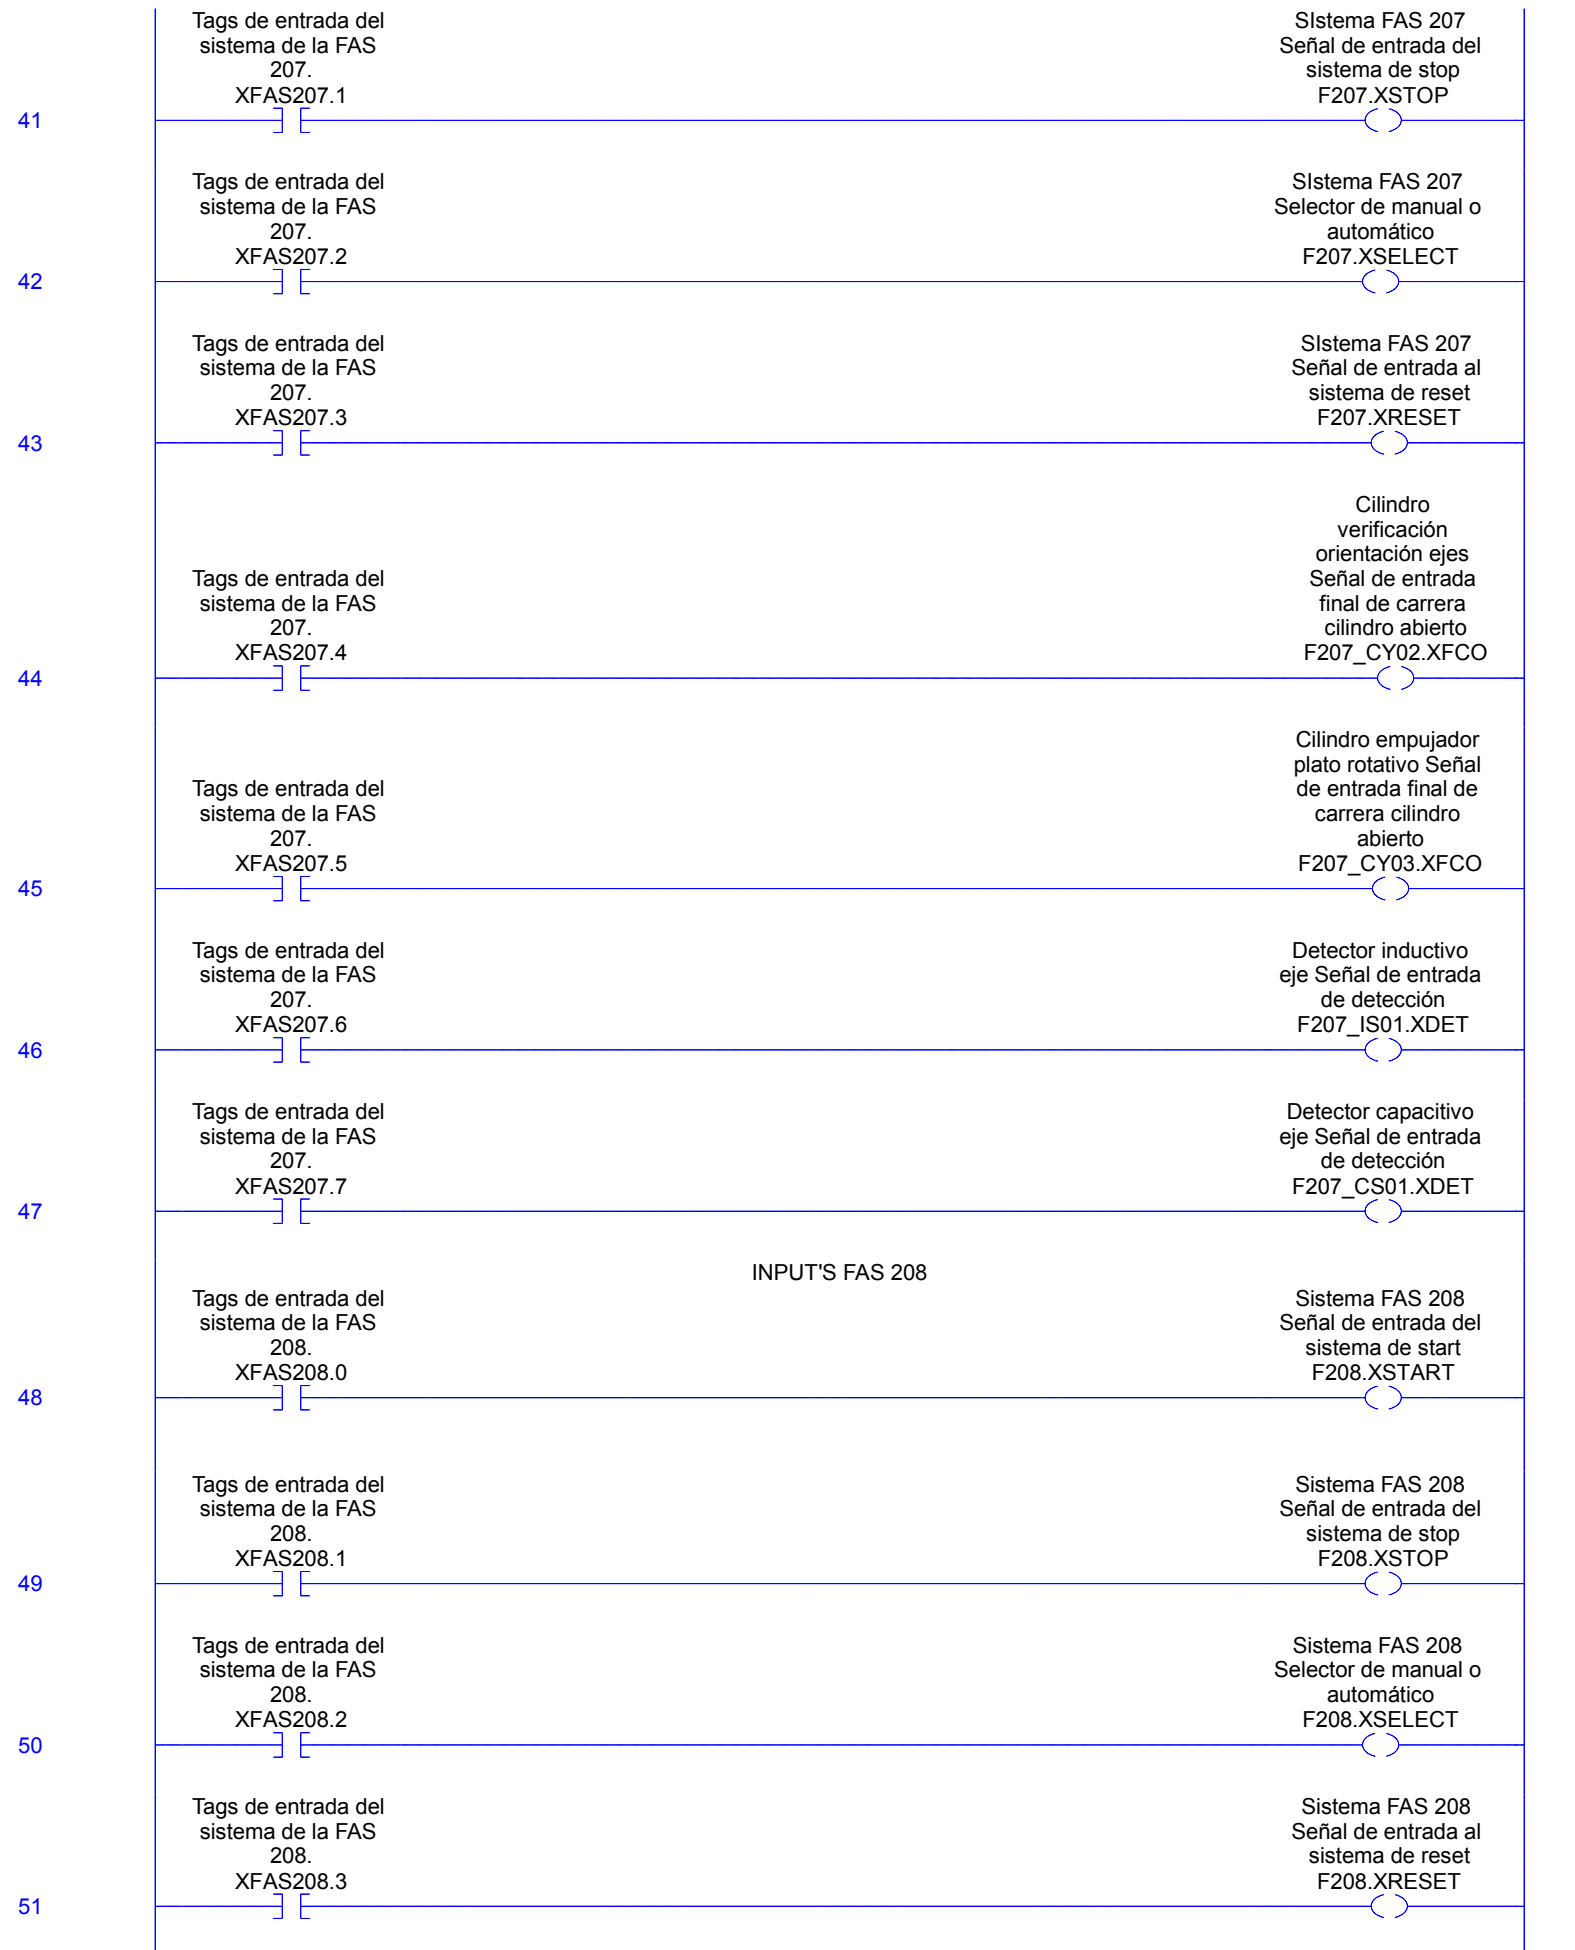 Tags de entrada del
sistema de la FAS
207.
XFAS207.1
SIstema FAS 207
Señal de entrada del
sistema de stop
F207.XSTOP
41
Tags de entrada del
sistema de la FAS
207.
XFAS207.2
SIstema FAS 207
Selector de manual o
automático
F207.XSELECT
42
Tags de entrada del
sistema de la FAS
207.
XFAS207.3
SIstema FAS 207
Señal de entrada al
sistema de reset
F207.XRESET
43
Tags de entrada del
sistema de la FAS
207.
XFAS207.4
Cilindro
verificación
orientación ejes
Señal de entrada
final de carrera
cilindro abierto
F207_CY02.XFCO
44
Tags de entrada del
sistema de la FAS
207.
XFAS207.5
Cilindro empujador
plato rotativo Señal
de entrada final de
carrera cilindro
abierto
F207_CY03.XFCO
45
Tags de entrada del
sistema de la FAS
207.
XFAS207.6
Detector inductivo
eje Señal de entrada
de detección
F207_IS01.XDET
46
Tags de entrada del
sistema de la FAS
207.
XFAS207.7
Detector capacitivo
eje Señal de entrada
de detección
F207_CS01.XDET
47
INPUT'S FAS 208
Tags de entrada del
sistema de la FAS
208.
XFAS208.0
Sistema FAS 208
Señal de entrada del
sistema de start
F208.XSTART
48
Tags de entrada del
sistema de la FAS
208.
XFAS208.1
Sistema FAS 208
Señal de entrada del
sistema de stop
F208.XSTOP
49
Tags de entrada del
sistema de la FAS
208.
XFAS208.2
Sistema FAS 208
Selector de manual o
automático
F208.XSELECT
50
Tags de entrada del
sistema de la FAS
208.
XFAS208.3
Sistema FAS 208
Señal de entrada al
sistema de reset
F208.XRESET
51